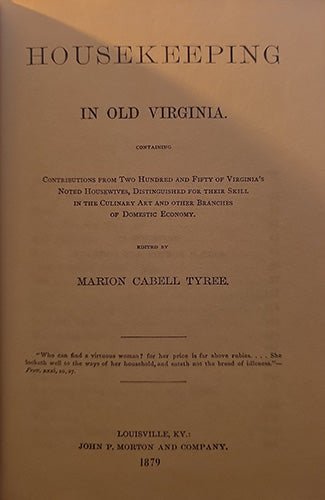 HOUSEKEEPING
IN OLD VIRGINIA.
CONTAINING
CONTRIBUTIONS FROM TWO HUNDRED AND FIFTY OF VIRGINIA'S
NOTED HOUSEWIVES, DISTINGUISHED FOR THEIR SKILL
IN THE CULINARY ART AND OTHER BRANCHES
OF DOMESTIC ECONOMY.
EDITED BY
MARION CABELL TYREE.
"Who can find a virtuous woman? for her price is far above rubies. . . . She
looketh well to the ways of her household, and eateth not the bread of idleness."—
Prov. xxxi. 10, 27.
LOUISVILLE, KY.:
JOHN P. MORTON AND COMPANY.
1879